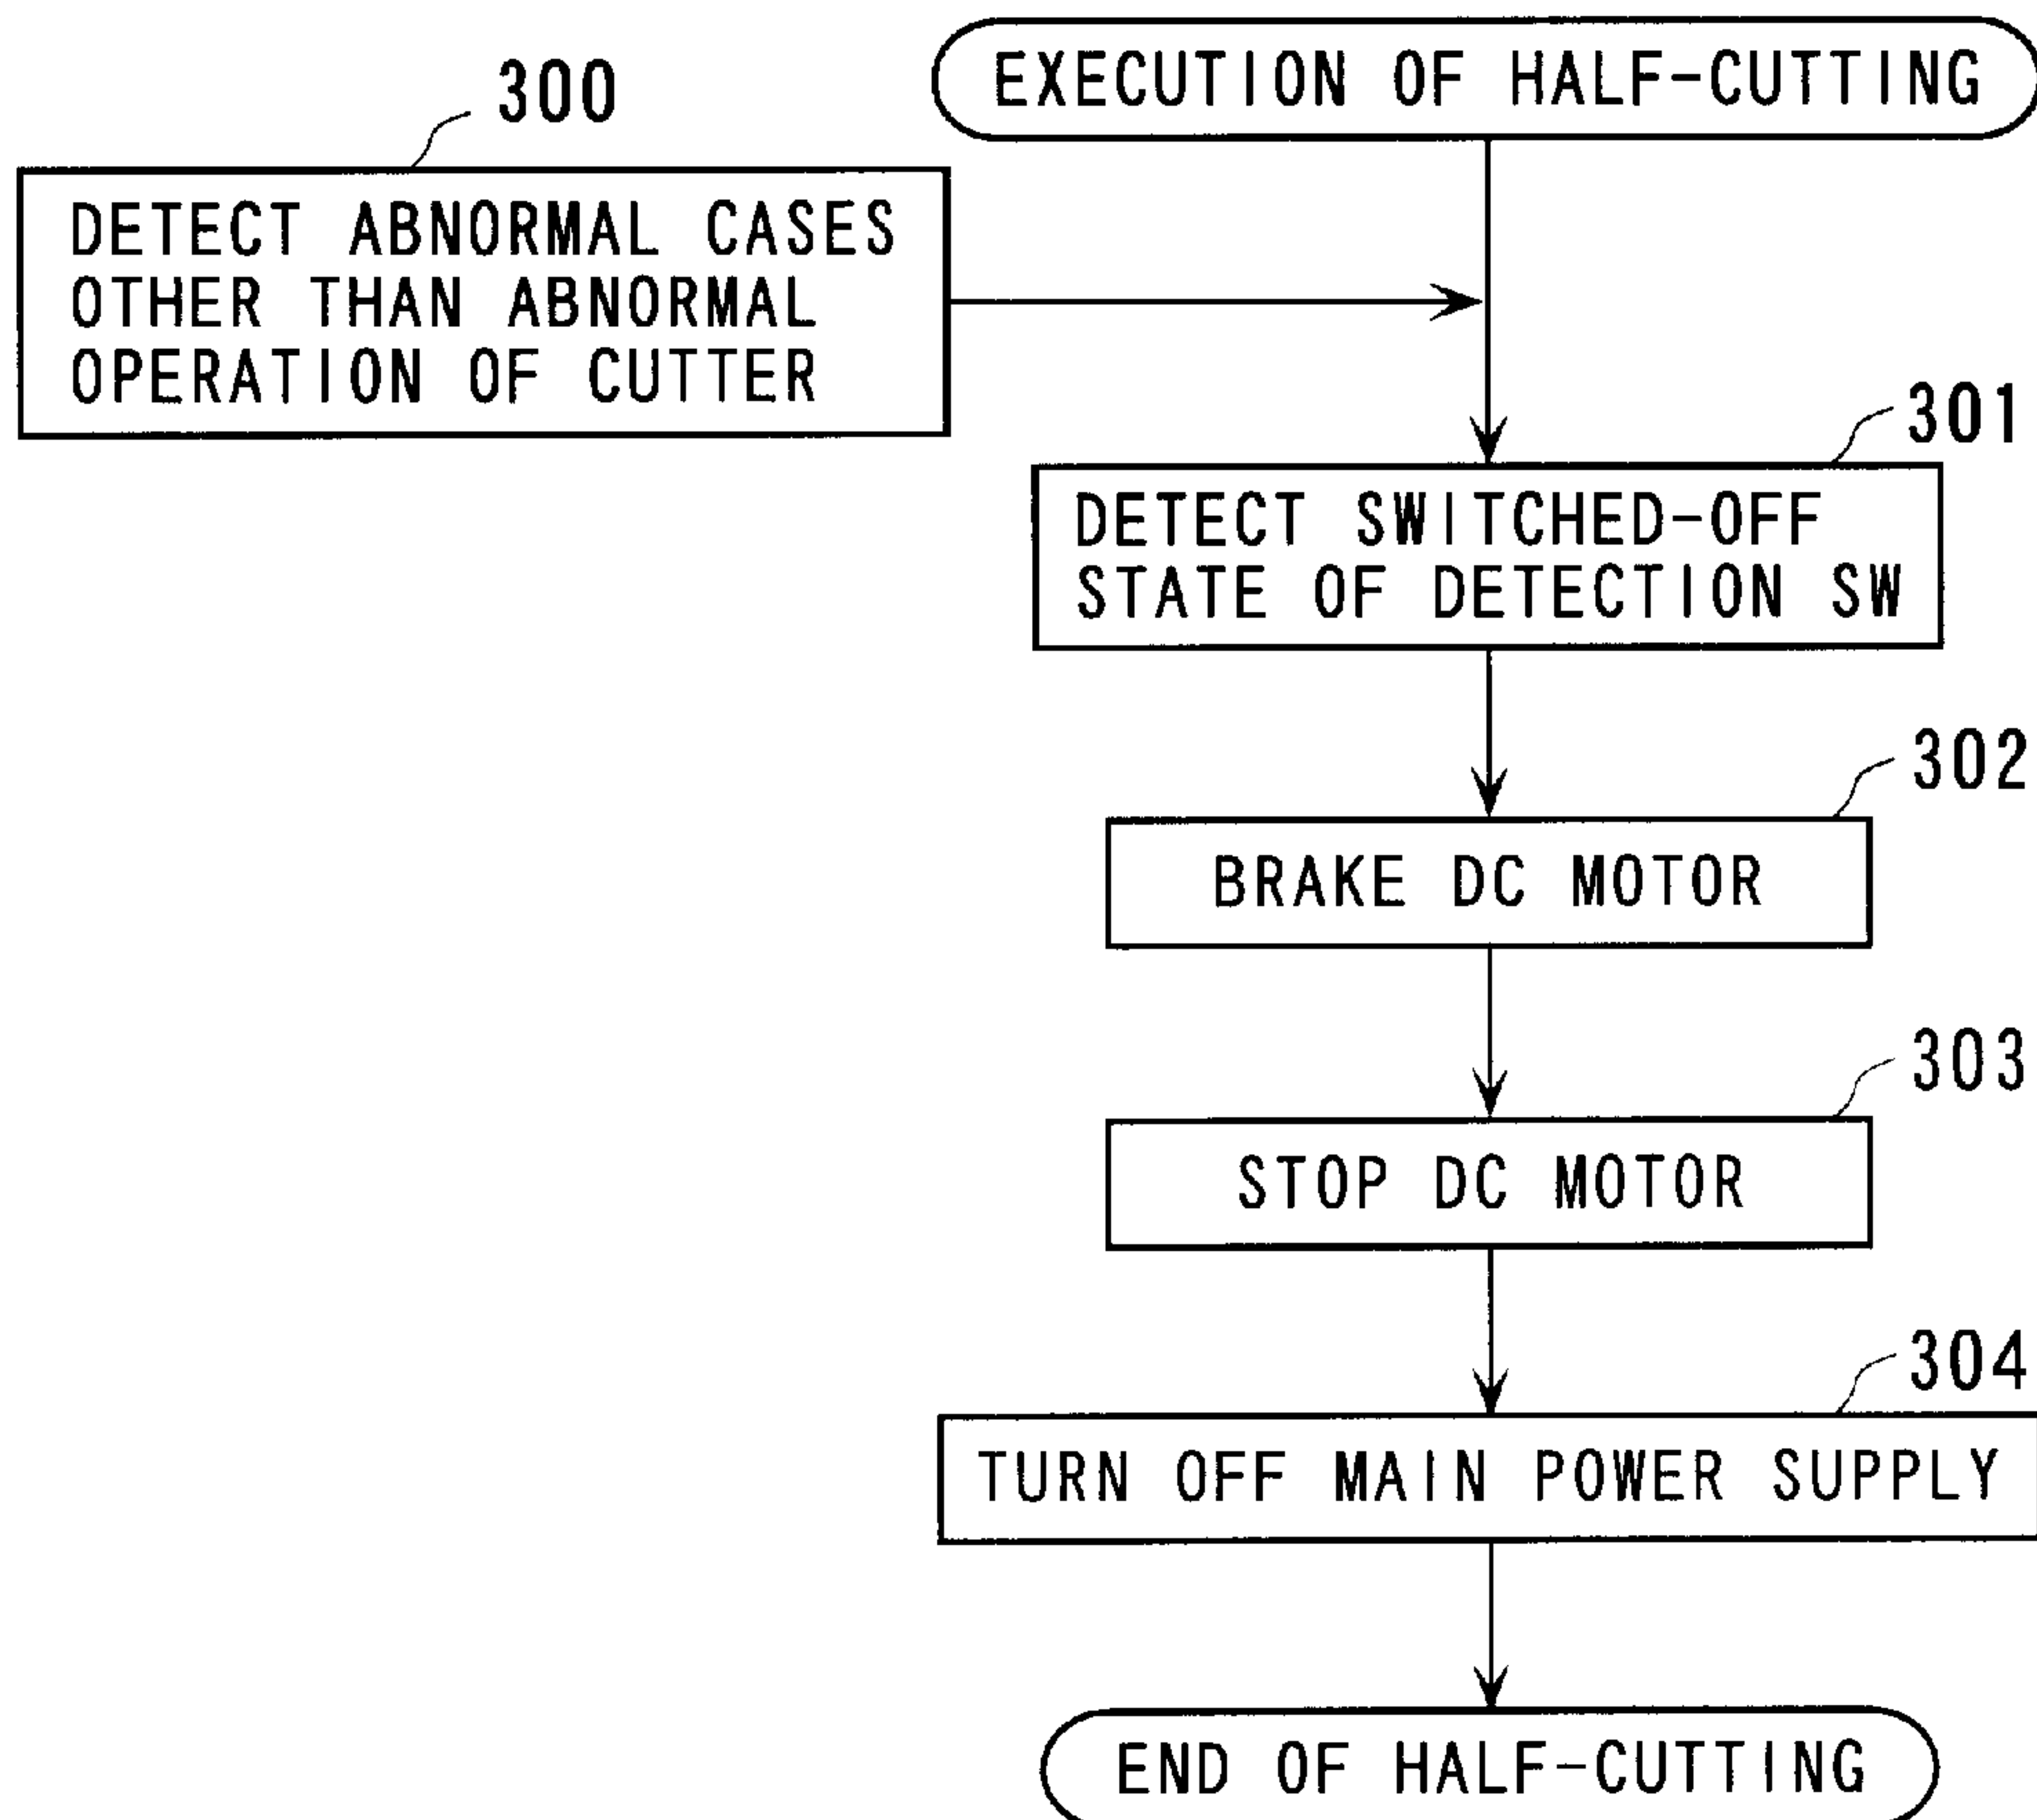 EXECUTION OF HALF-CUTTING
300
DETECT ABNORMAL CASES
OTHER THAN ABNORMAL
OPERATION OF CUTTER
301
DETECT SWITCHED-OFF
STATE OF DETECTION SW
302
BRAKE DC MOTOR
303
STOP DC MOTOR
304
TURN OFF MAIN POWER SUPPLY
END OF HALF-CUTTING